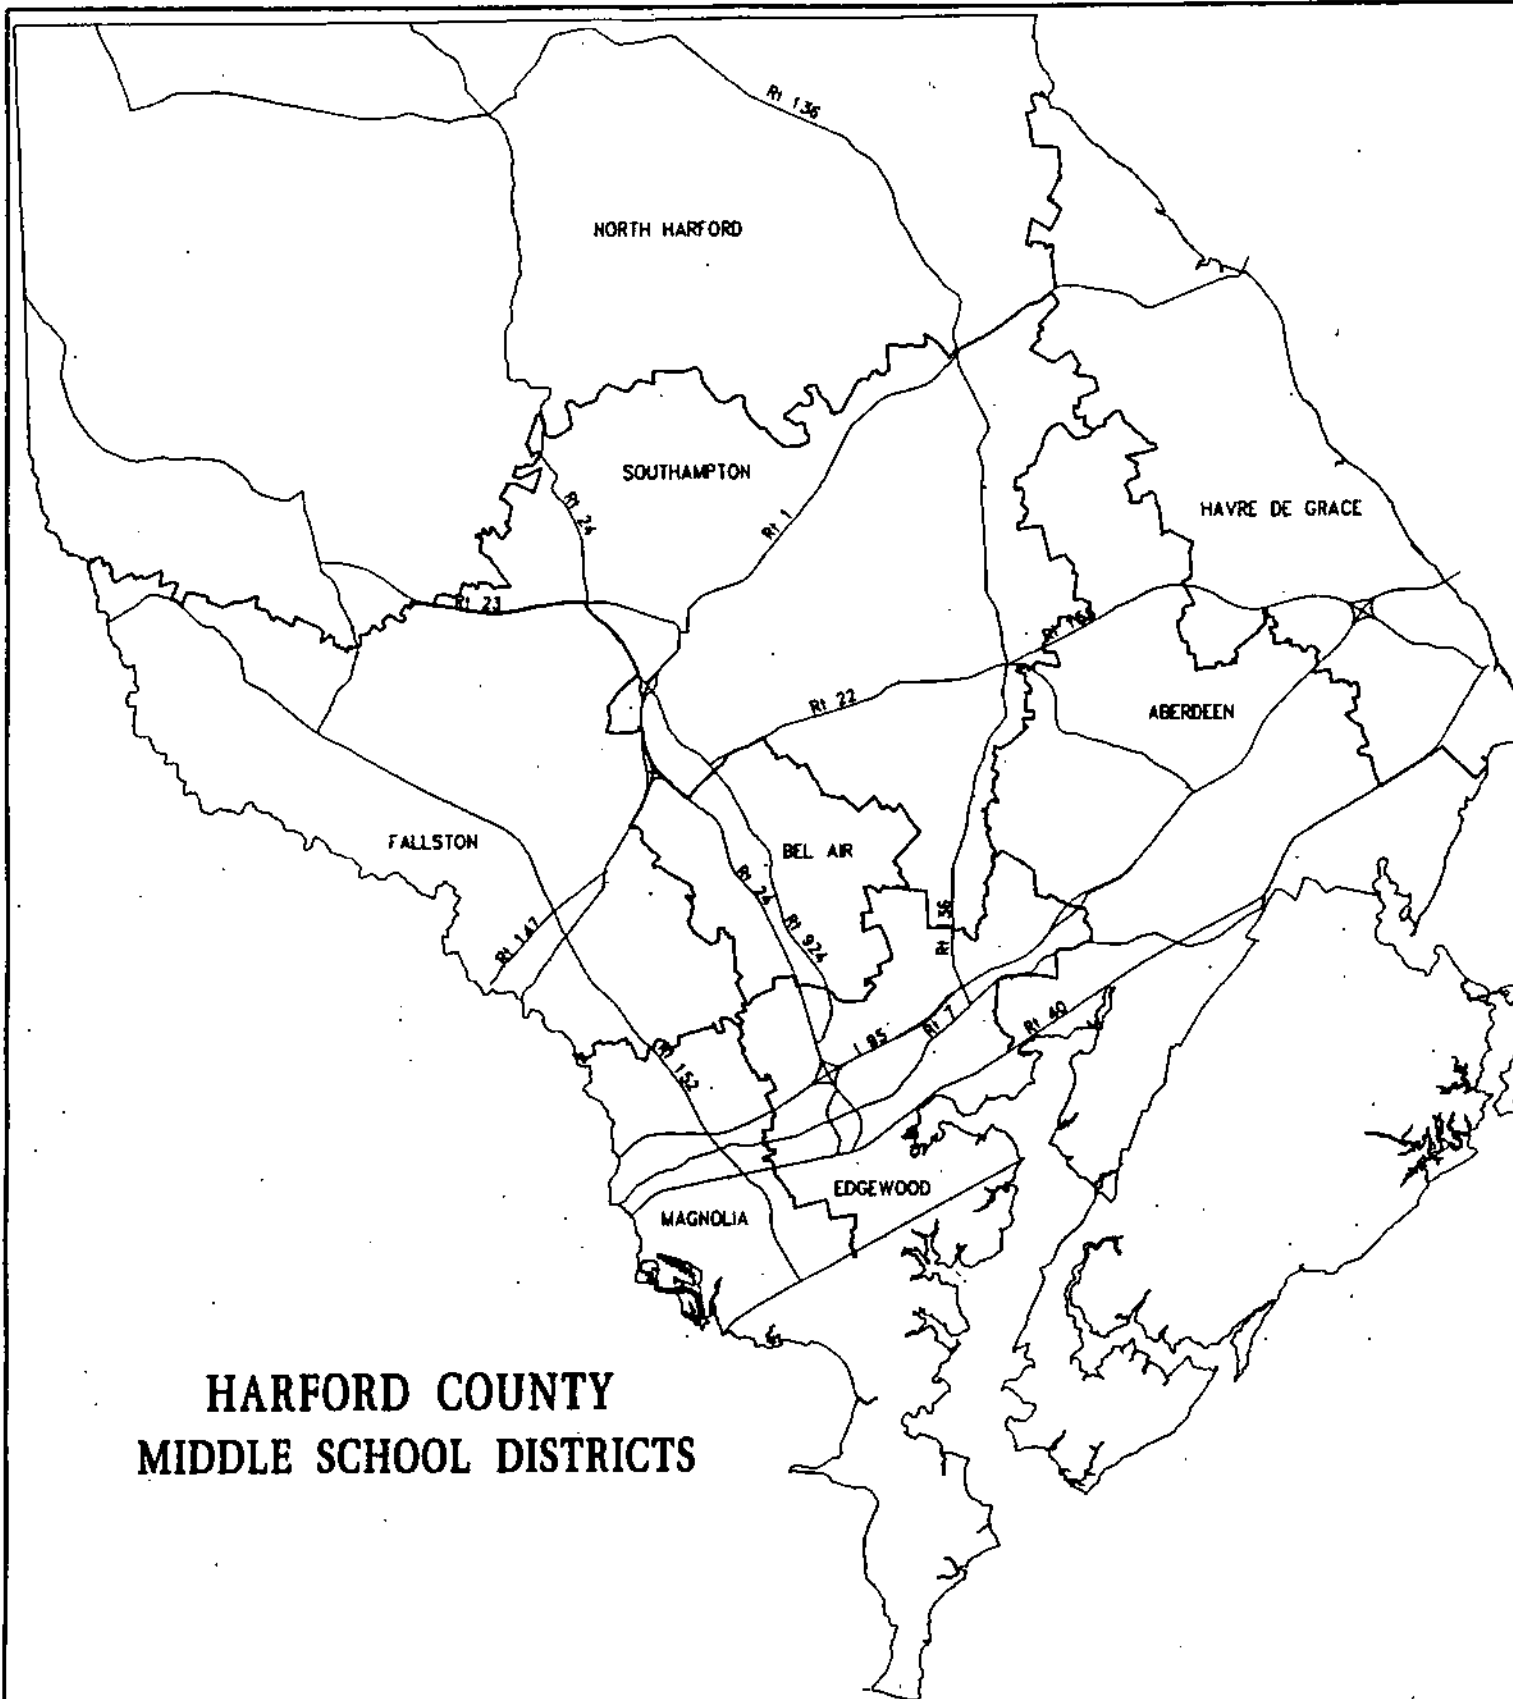 Rt 136
NORTH HARFORD
SOUTHAMPTON
Rt 24
Rt 1
HAVRE DE GRACE
Rt 23
Rt 22
ABERDEEN
FALLSTON
BEL AIR
Rt 24
Rt 924
Rt 136
Rt 147
I 95
Rt 7
Rt 40
152
EDGEWOOD
MAGNOLIA
HARFORD COUNTY
MIDDLE SCHOOL DISTRICTS